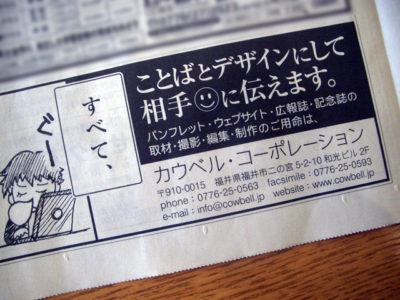 ぐー
すべて、
ことばとデザインにして
相手に伝えます。
パンフレット・ウェブサイト・広報誌・記念誌の
取材・撮影・編集・制作のご用命は、
カウベル・コーポレーション
〒910-0015 福井県福井市二の宮5-2-10 和光ビル2F
phone：0776-25-0563 facsimile：0776-25-0593
e-mail：info@cowbell.jp website：www.cowbell.jp